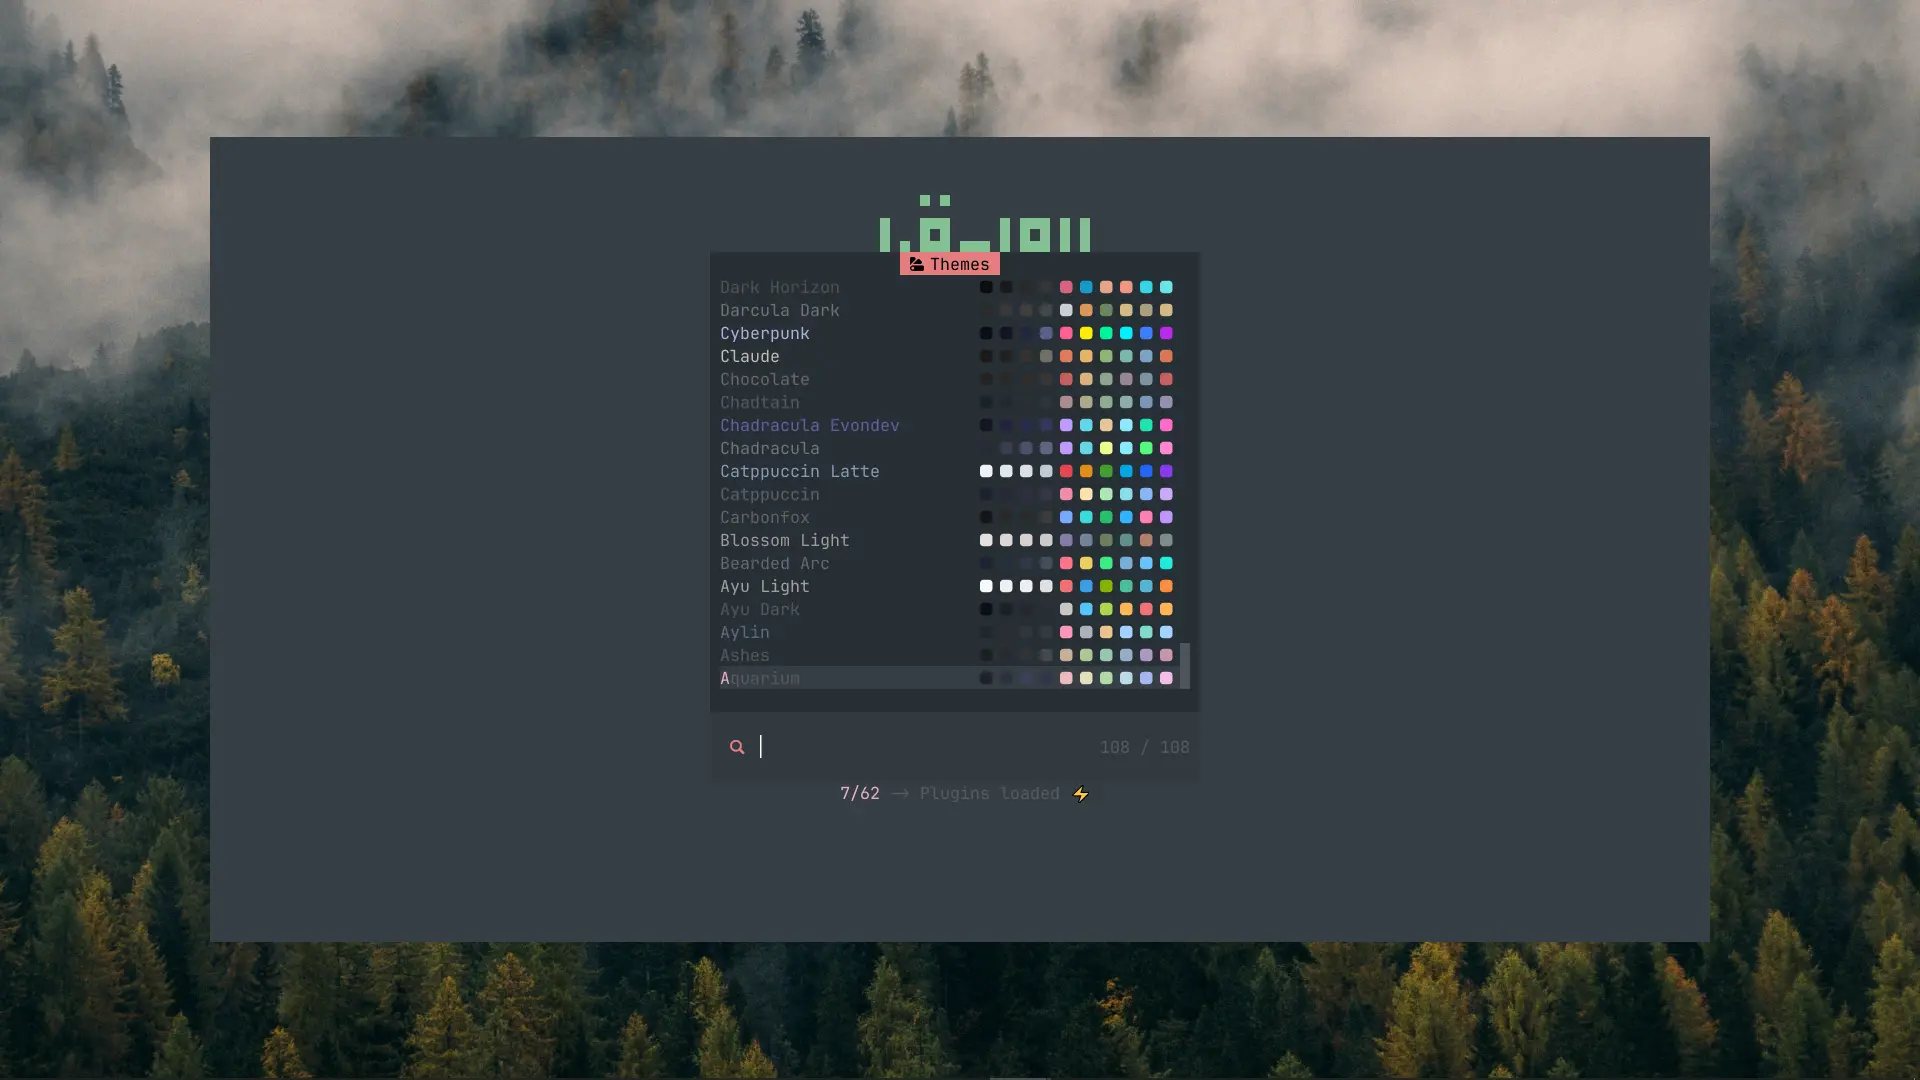 Themes
Dark Horizon
Darcula Dark
Cyberpunk
Claude
Chocolate
Chadtain
Chadracula Evondev
Chadracula
Catppuccin Latte
Catppuccin
Carbonfox
Blossom Light
Bearded Arc
Ayu Light
Ayu Dark
Aylin
Ashes
Aquarium
108 / 108
7/62 → Plugins loaded ⚡